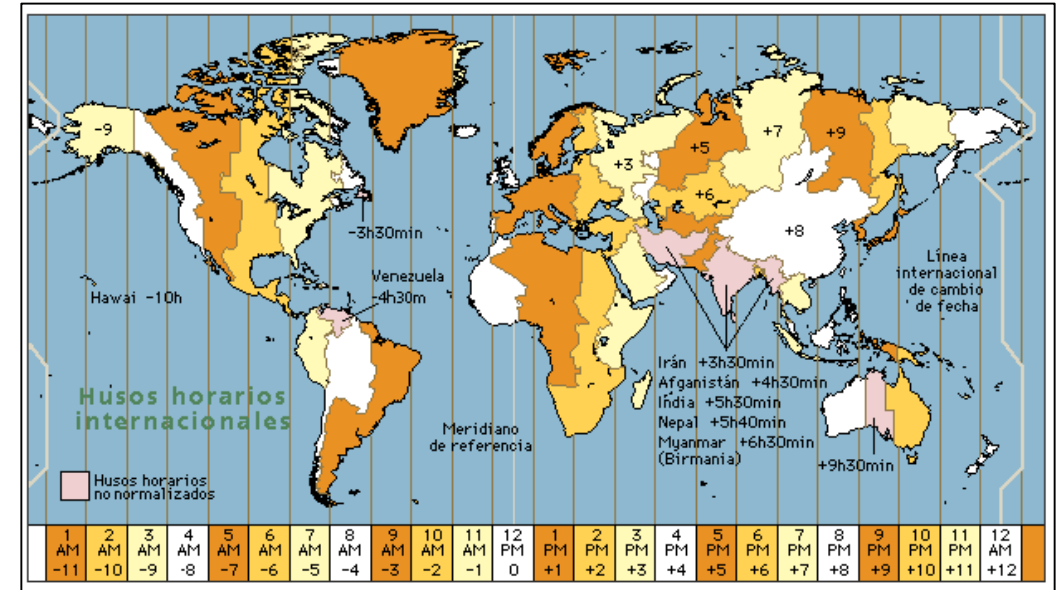 -9
+3
+5
+7
+9
+6
+8
-3h30min
Venezuela
-4h30m
Hawai -10h
Línea
internacional
de cambio
de fecha
Husos horarios
internacionales
Meridiano
de referencia
Irán +3h30min
Afganistán +4h30min
India +5h30min
Nepal +5h40min
Myanmar +6h30min
(Birmania)
+9h30min
Husos horarios
no normalizados
1 2 3 4 5 6 7 8 9 10 11 12 1 2 3 4 5 6 7 8 9 10 11 12
AM AM AM AM AM AM AM AM AM AM AM PM PM PM PM PM PM PM PM PM PM PM PM AM
-11 -10 -9 -8 -7 -6 -5 -4 -3 -2 -1 0 +1 +2 +3 +4 +5 +6 +7 +8 +9 +10 +11 +12